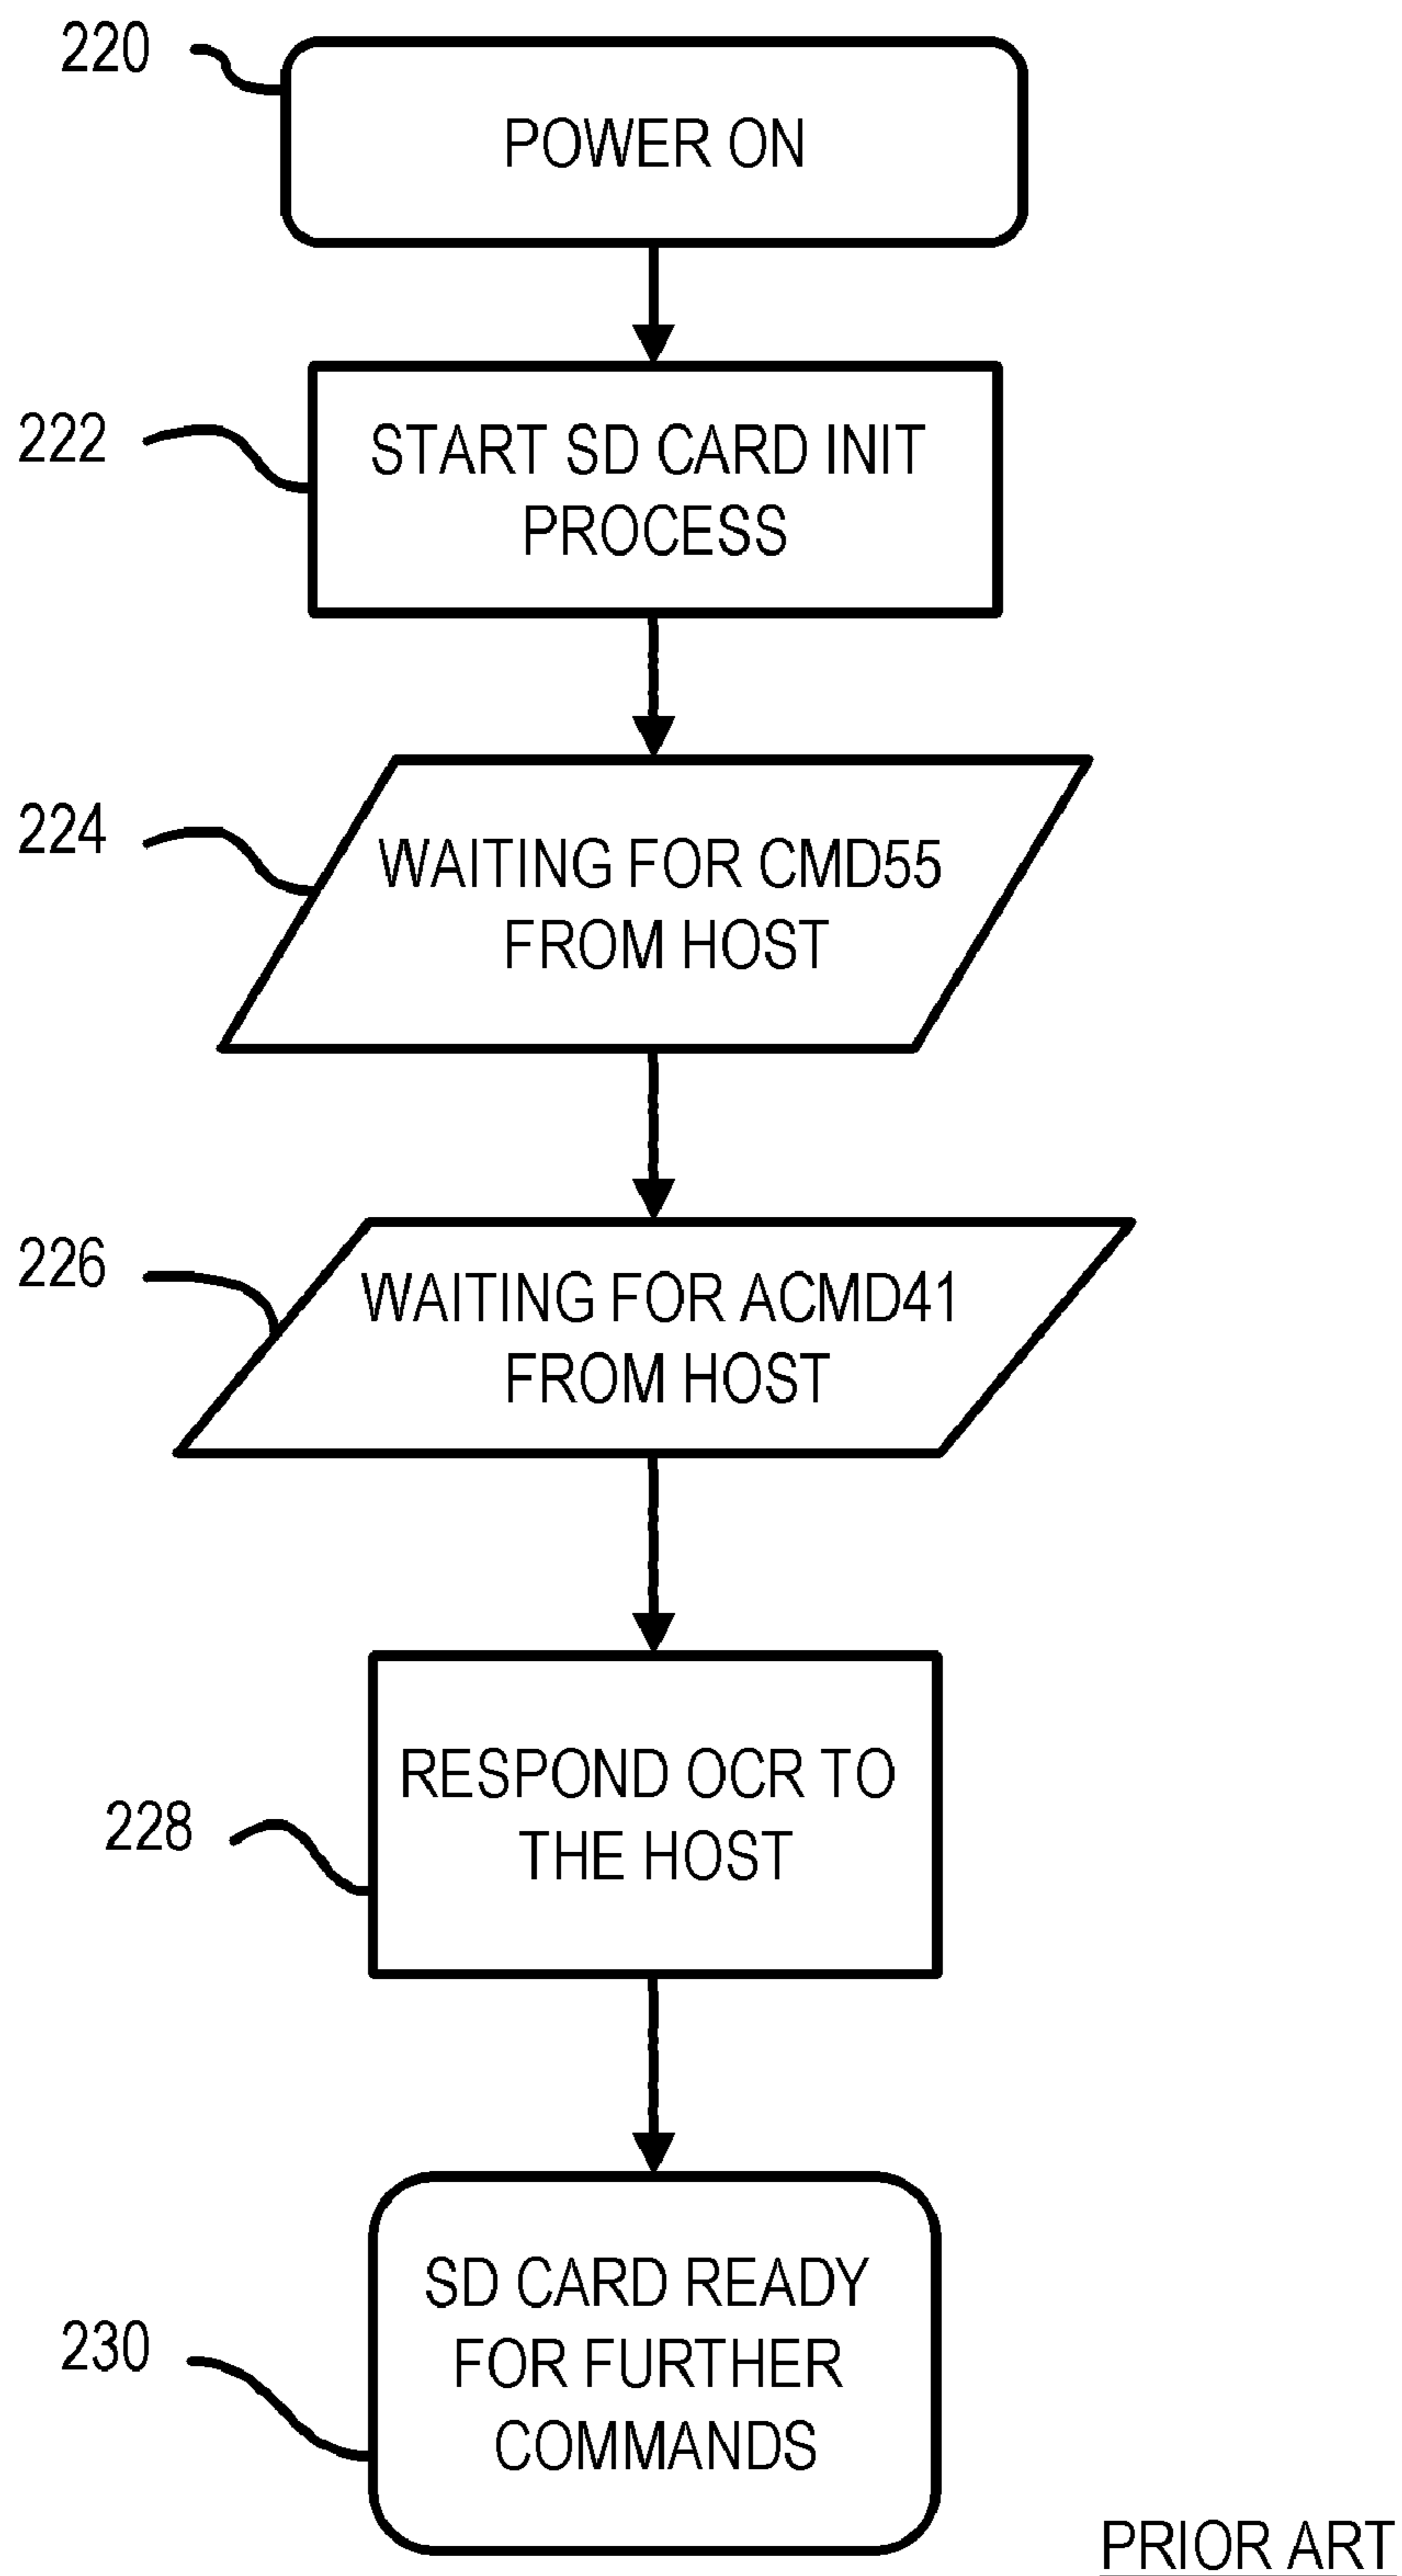 220
POWER ON
222
START SD CARD INIT
PROCESS
224
WAITING FOR CMD55
FROM HOST
226
WAITING FOR ACMD41
FROM HOST
228
RESPOND OCR TO
THE HOST
230
SD CARD READY
FOR FURTHER
COMMANDS
PRIOR ART